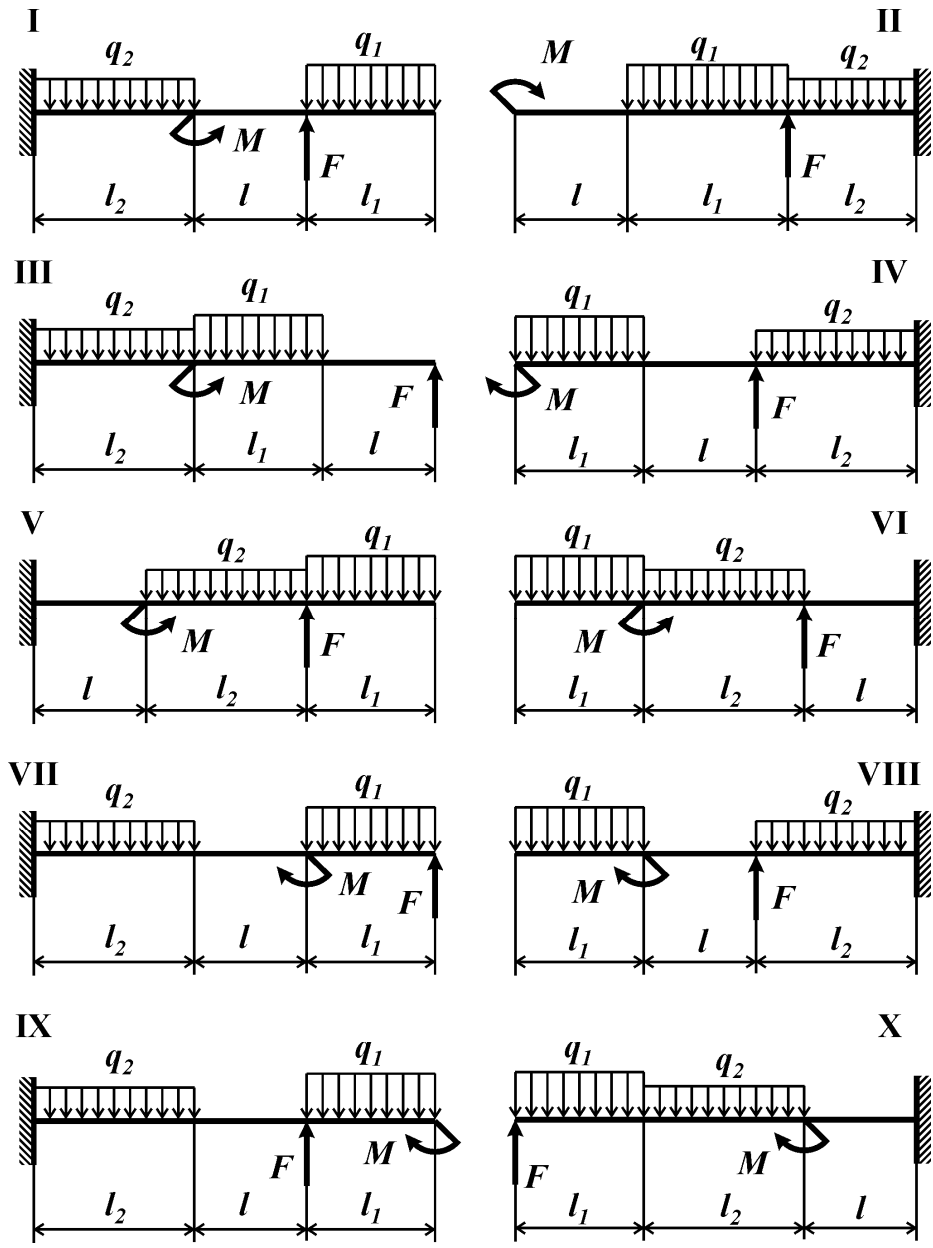 I II
q₂ q₁ M q₁ q₂
M F F
l₂ l l₁ l l₁ l₂
III IV
q₂ q₁ q₁ q₂
M F M F
l₂ l₁ l l₁ l l₂
V VI
q₂ q₁ q₁ q₂
M F M F
l l₂ l₁ l₁ l₂ l
VII VIII
q₂ q₁ q₁ q₂
M F M F
l₂ l l₁ l₁ l l₂
IX X
q₂ q₁ q₁ q₂
F M F M
l₂ l l₁ l₁ l₂ l